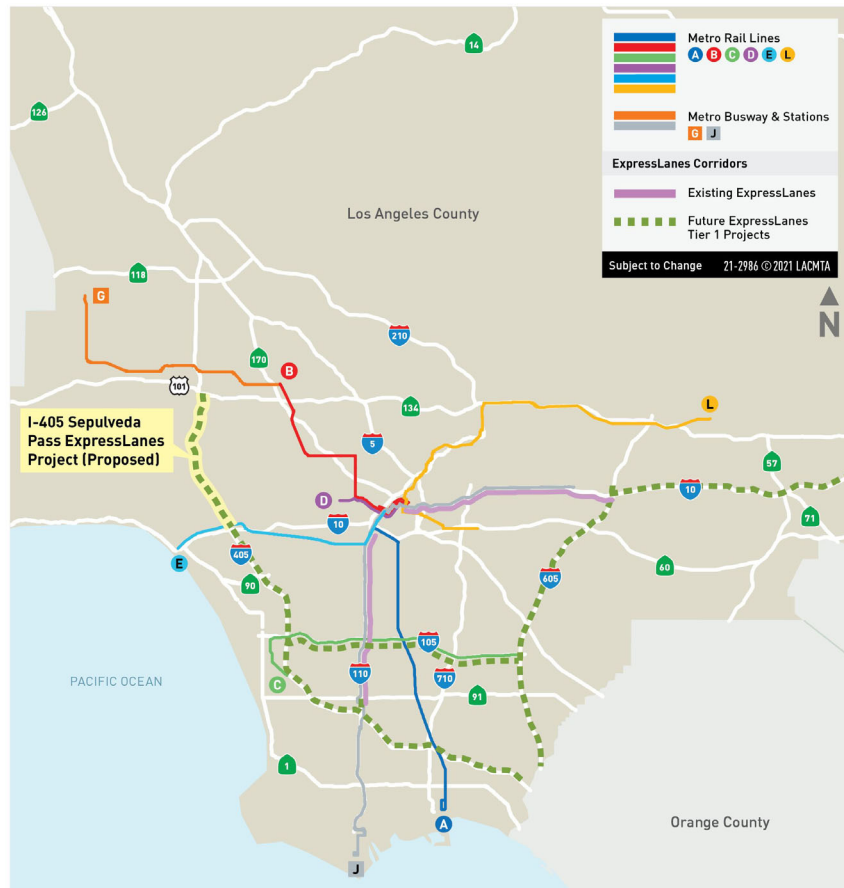 14
126
Los Angeles County
118
G
170
B
210
101
134
L
I-405 Sepulveda
Pass ExpressLanes
Project (Proposed)
5
57
D
10
10
71
E
405
90
605
60
105
C
110
710
91
PACIFIC OCEAN
1
A
Orange County
J
Metro Rail Lines
A B C D E L
Metro Busway & Stations
G J
ExpressLanes Corridors
Existing ExpressLanes
Future ExpressLanes
Tier 1 Projects
Subject to Change 21-2986 © 2021 LACMTA
N